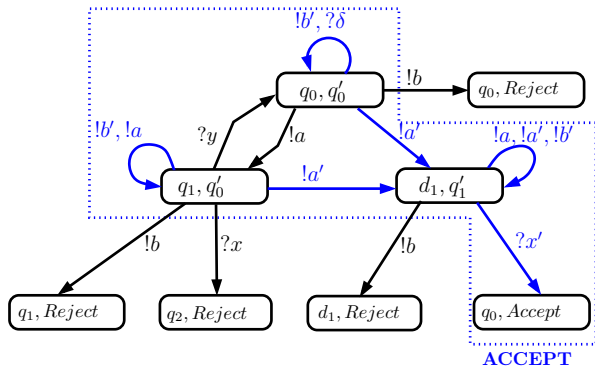 !b′, ?δ
q₀, q₀′
!b
q₀, Reject
?y
!a
!a′
!b′, !a
!a, !a′, !b′
q₁, q₀′
!a′
d₁, q₁′
!b
?x
!b
?x′
q₁, Reject
q₂, Reject
d₁, Reject
q₀, Accept
ACCEPT